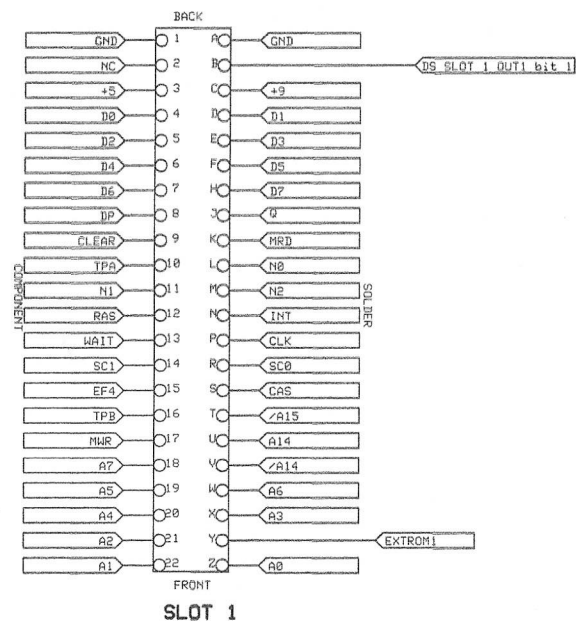 BACK
GND 1 A GND
NC 2 B DS SLOT 1 OUT1 bit 1
+5 3 C +9
D0 4 D D1
D2 5 E D3
D4 6 F D5
D6 7 H D7
DP 8 J Q
CLEAR 9 K MRD
TPA 10 L N0
N1 11 M N2
RAS 12 N INT
WAIT 13 P CLK
SC1 14 R SC0
EF4 15 S CAS
TPB 16 T /A15
MWR 17 U A14
A7 18 V /A14
A5 19 W A6
A4 20 X A3
A2 21 Y EXTROM1
A1 22 Z A0
COMPONENT
SOLDER
FRONT
SLOT 1